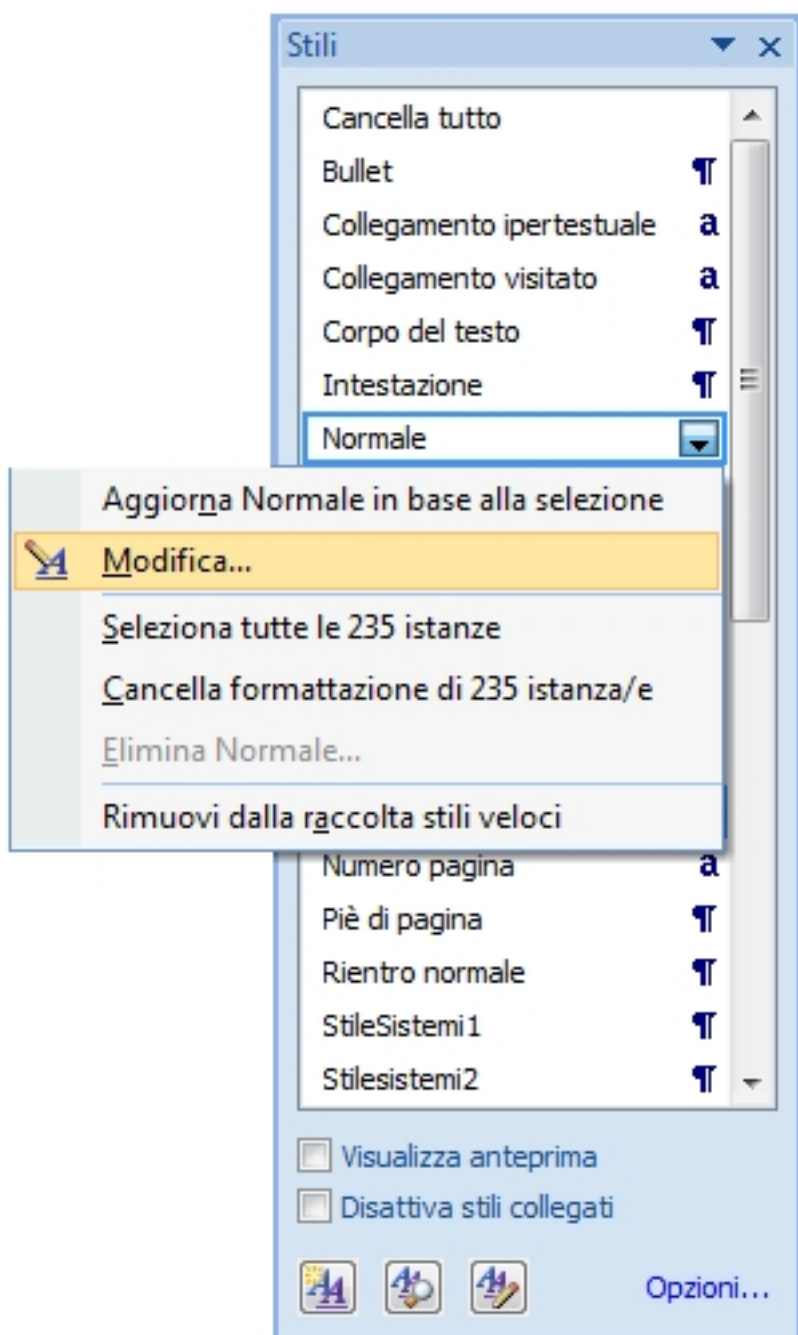 Stili
Cancella tutto
Bullet ¶
Collegamento ipertestuale a
Collegamento visitato a
Corpo del testo ¶
Intestazione ¶
Normale
Aggiorna Normale in base alla selezione
Modifica...
Seleziona tutte le 235 istanze
Cancella formattazione di 235 istanza/e
Elimina Normale...
Rimuovi dalla raccolta stili veloci
Numero pagina a
Piè di pagina ¶
Rientro normale ¶
StileSistemi1 ¶
Stilesistemi2 ¶
Visualizza anteprima
Disattiva stili collegati
Opzioni...